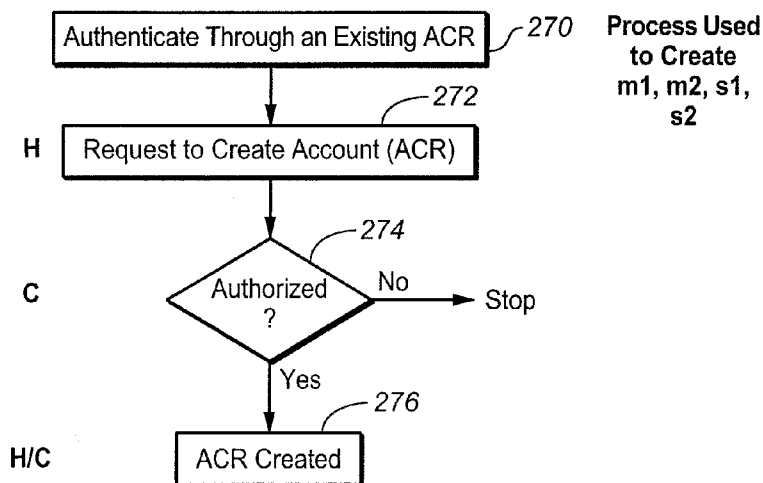 Authenticate Through an Existing ACR
270
Process Used
to Create
m1, m2, s1,
s2
272
H
Request to Create Account (ACR)
274
C
Authorized
?
No
Stop
Yes
276
H/C
ACR Created